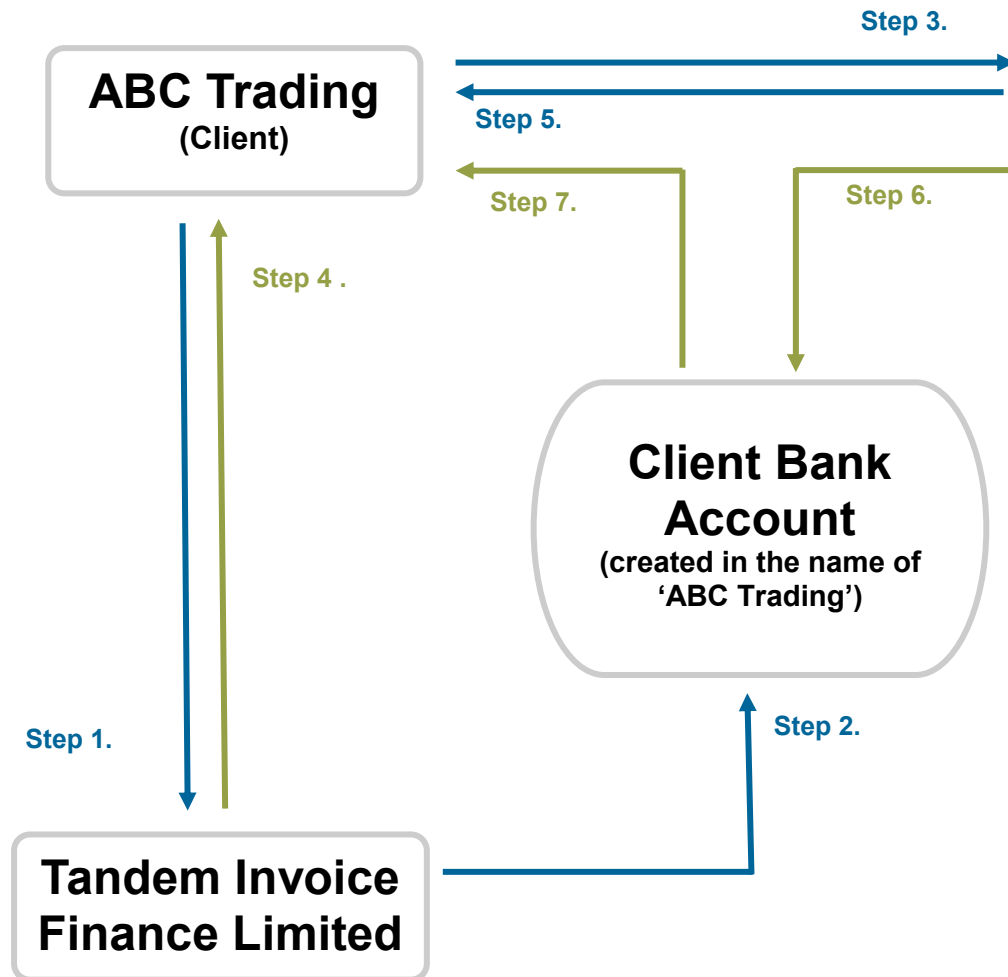 Step 3.
ABC Trading
(Client)
Step 5.
Step 7.
Step 6.
Step 4 .
Client Bank
Account
(created in the name of
‘ABC Trading’)
Step 1.
Step 2.
Tandem Invoice
Finance Limited